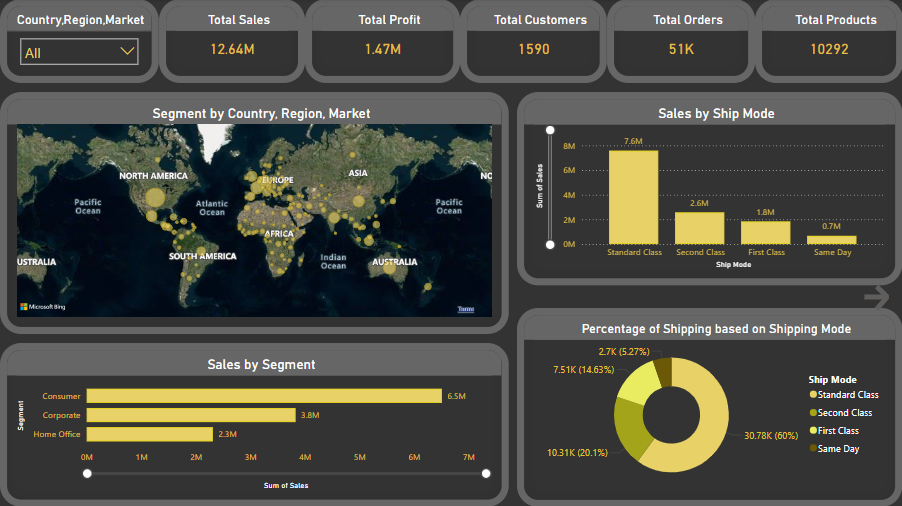 Country,Region,Market
All
Total Sales
12.64M
Total Profit
1.47M
Total Customers
1590
Total Orders
51K
Total Products
10292
Segment by Country, Region, Market
NORTH AMERICA
EUROPE
ASIA
Pacific
Ocean
Atlantic
Ocean
AFRICA
SOUTH AMERICA
Indian
Ocean
AUSTRALIA
Pacific
Ocean
NO
USTRALIA
Microsoft Bing
Terms
Sales by Ship Mode
Sum of Sales
8M
6M
4M
2M
0M
7.6M
2.6M
1.8M
0.7M
Standard Class
Second Class
First Class
Same Day
Ship Mode
Sales by Segment
Segment
Consumer
6.5M
Corporate
3.8M
Home Office
2.3M
0M 1M 2M 3M 4M 5M 6M 7M
Sum of Sales
Percentage of Shipping based on Shipping Mode
2.7K (5.27%)
7.51K (14.63%)
10.31K (20.1%)
30.78K (60%)
Ship Mode
Standard Class
Second Class
First Class
Same Day